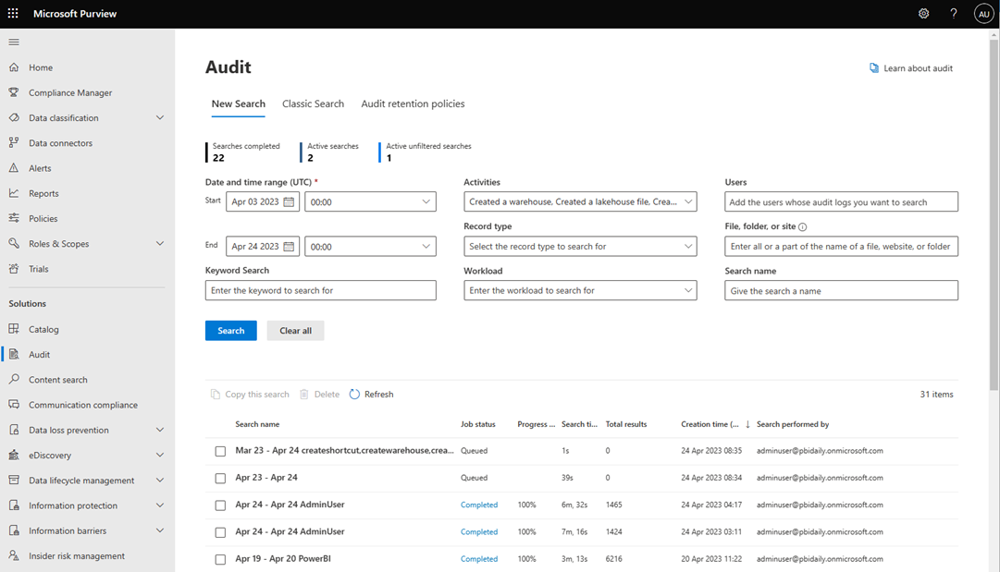 Microsoft Purview
?
AU
Home
Compliance Manager
Data classification
Data connectors
Alerts
Reports
Policies
Roles & Scopes
Trials
Solutions
Catalog
Audit
Content search
Communication compliance
Data loss prevention
eDiscovery
Data lifecycle management
Information protection
Information barriers
Insider risk management
Audit
Learn about audit
New Search Classic Search Audit retention policies
Searches completed Active searches Active unfiltered searches
22 2 1
Date and time range (UTC) * Activities Users
Start Apr 03 2023 00:00 Created a warehouse, Created a lakehouse file, Crea... Add the users whose audit logs you want to search
Record type File, folder, or site
End Apr 24 2023 00:00 Select the record type to search for Enter all or a part of the name of a file, website, or folder
Keyword Search Workload Search name
Enter the keyword to search for Enter the workload to search for Give the search a name
Search Clear all
Copy this search Delete Refresh 31 items
Search name Job status Progress ... Search ti... Total results Creation time (... ↓ Search performed by
Mar 23 - Apr 24 createshortcut,createwarehouse,crea... Queued 1s 0 24 Apr 2023 08:35 adminuser@pbidaily.onmicrosoft.com
Apr 23 - Apr 24 Queued 39s 0 24 Apr 2023 08:34 adminuser@pbidaily.onmicrosoft.com
Apr 24 - Apr 24 AdminUser Completed 100% 6m, 32s 1465 24 Apr 2023 04:17 adminuser@pbidaily.onmicrosoft.com
Apr 24 - Apr 24 AdminUser Completed 100% 7m, 16s 1424 24 Apr 2023 03:11 adminuser@pbidaily.onmicrosoft.com
Apr 19 - Apr 20 PowerBI Completed 100% 3m, 13s 6216 20 Apr 2023 11:22 adminuser@pbidaily.onmicrosoft.com